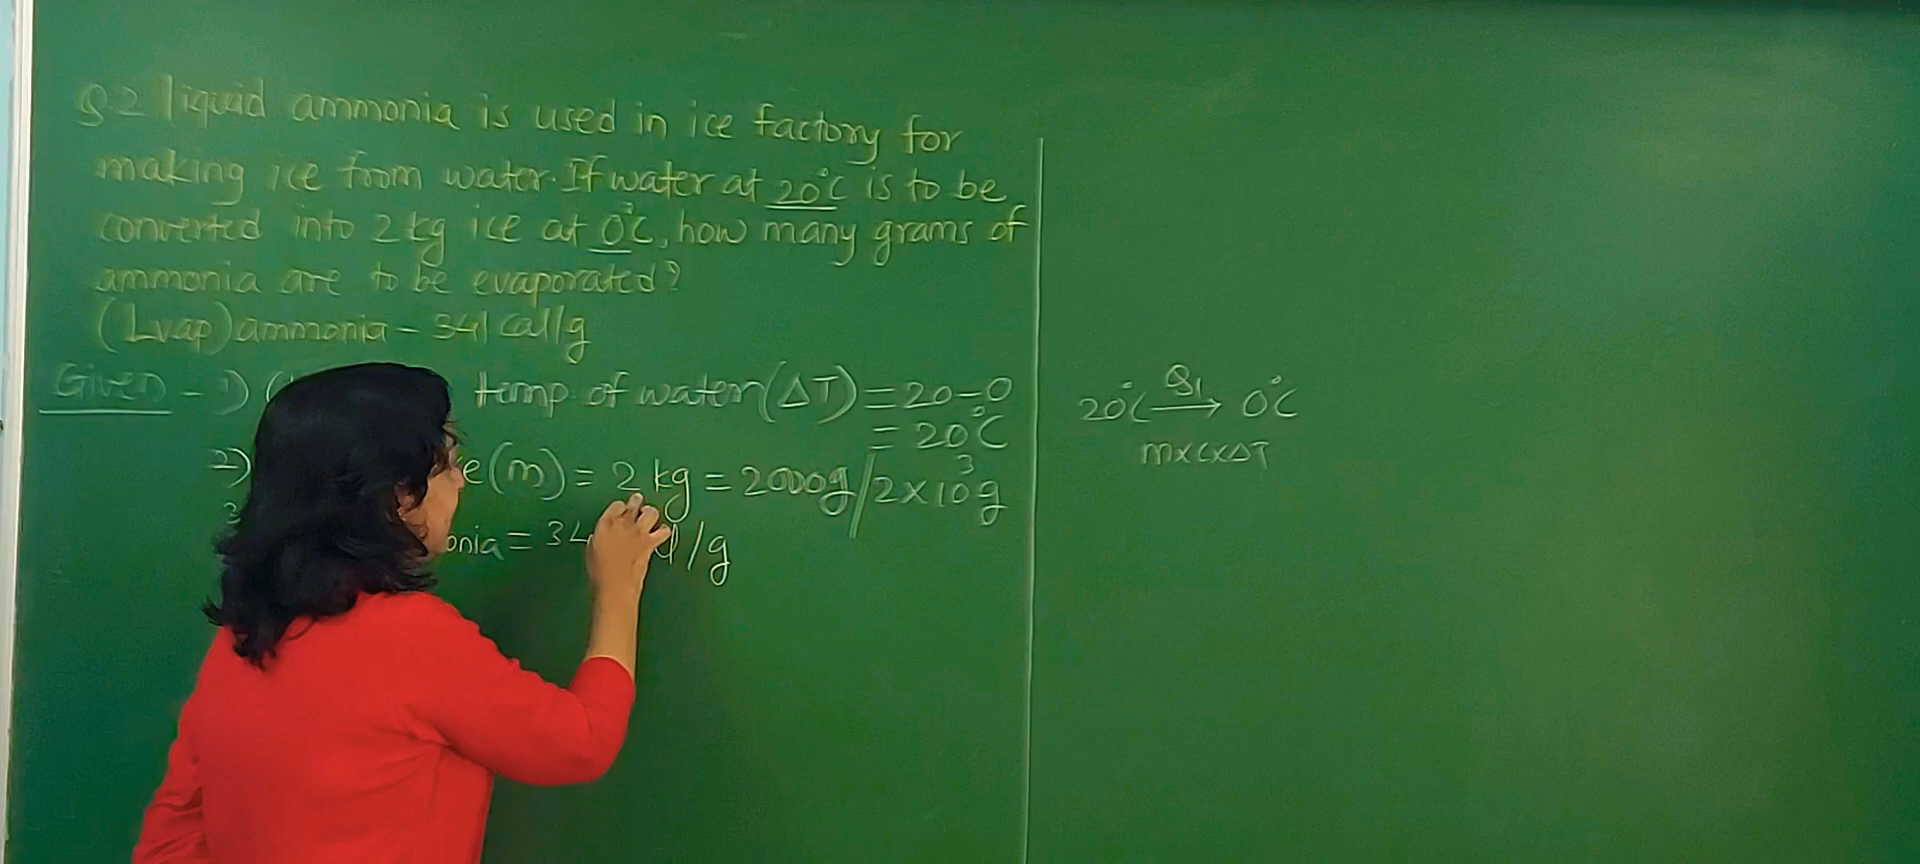 Q.2 liquid ammonia is used in ice factory for
making ice from water. If water at 20°C is to be
converted into 2 kg ice at 0°C, how many grams of
ammonia are to be evaporated?
(Lvap) ammonia - 341 cal/g
Given - 1) ( temp. of water (ΔT) = 20-0
= 20°C
2) (m) = 2 kg = 2000g / 2 × 10³ g
= 34 /g
20°C Q₁ → 0°C
m×c×ΔT